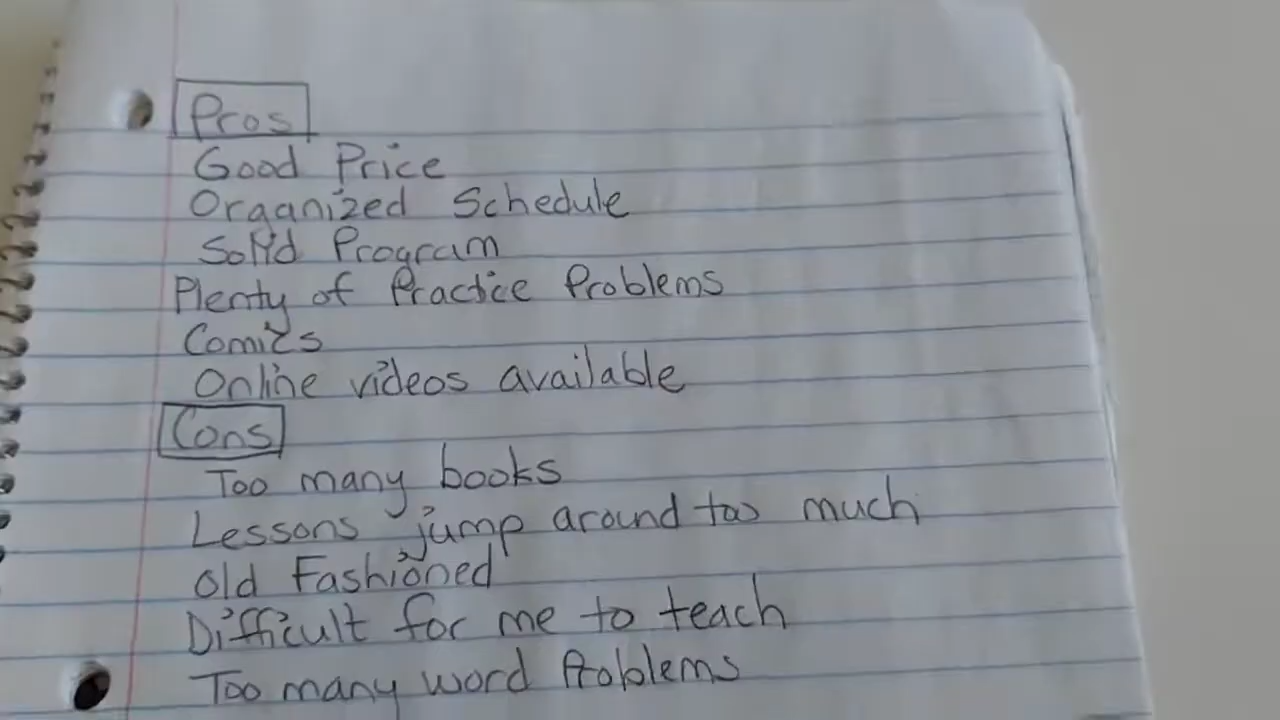 Pros
Good Price
Organized Schedule
Solid Program
Plenty of Practice Problems
Comics
Online videos available
Cons
Too many books
Lessons jump around too much
Old Fashioned
Difficult for me to teach
Too many word Problems